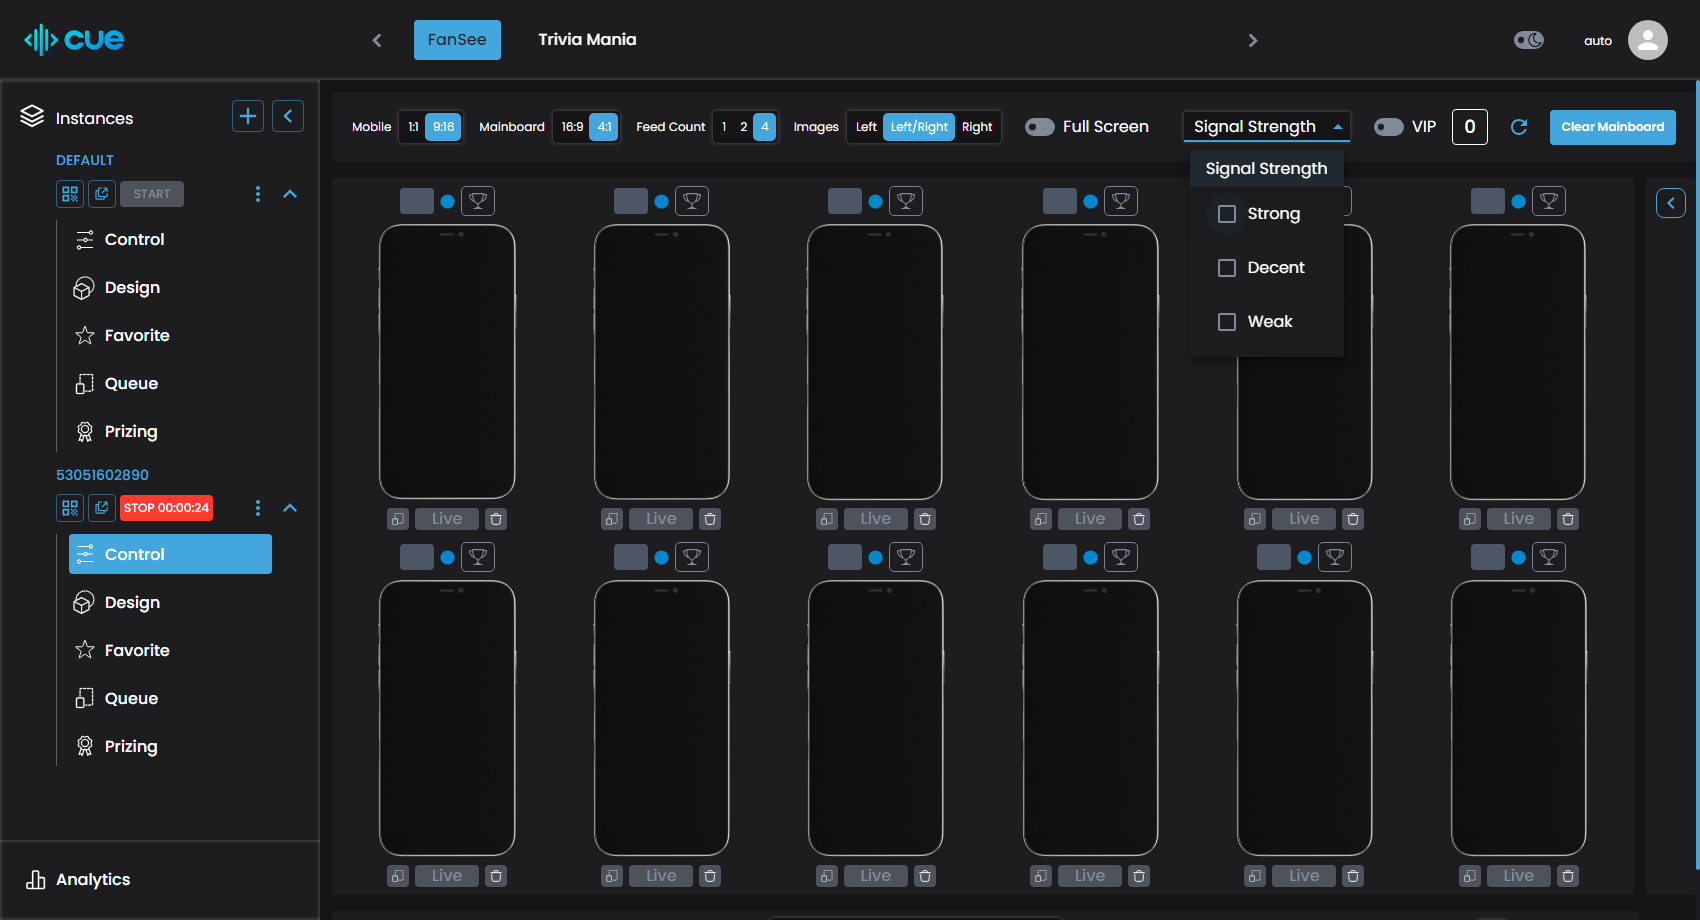 cue
FanSee
Trivia Mania
auto
Instances
DEFAULT
START
Control
Design
Favorite
Queue
Prizing
53051602890
STOP 00:00:24
Control
Design
Favorite
Queue
Prizing
Analytics
Mobile 1:1 9:16 Mainboard 16:9 4:1 Feed Count 1 2 4 Images Left Left/Right Right Full Screen Signal Strength VIP 0 Clear Mainboard
Signal Strength
Strong
Decent
Weak
Live Live Live Live Live Live
Live Live Live Live Live Live